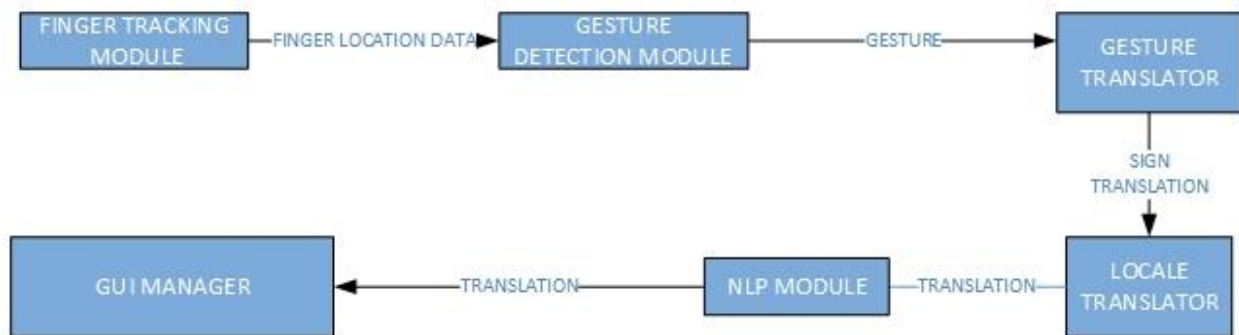 FINGER TRACKING
MODULE
FINGER LOCATION DATA
GESTURE
DETECTION MODULE
GESTURE
GESTURE
TRANSLATOR
SIGN
TRANSLATION
GUI MANAGER
TRANSLATION
NLP MODULE
TRANSLATION
LOCALE
TRANSLATOR